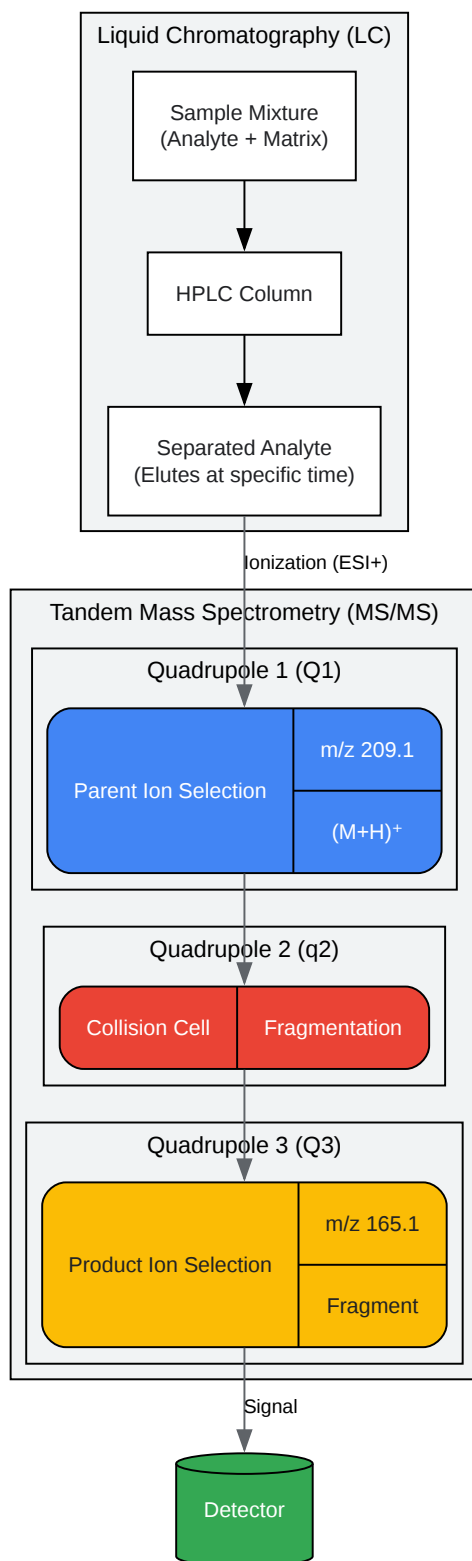 Liquid Chromatography (LC)
Sample Mixture
(Analyte + Matrix)
HPLC Column
Separated Analyte
(Elutes at specific time)
Ionization (ESI+)
Tandem Mass Spectrometry (MS/MS)
Quadrupole 1 (Q1)
Parent Ion Selection
m/z 209.1
(M+H)⁺
Quadrupole 2 (q2)
Collision Cell
Fragmentation
Quadrupole 3 (Q3)
Product Ion Selection
m/z 165.1
Fragment
Signal
Detector